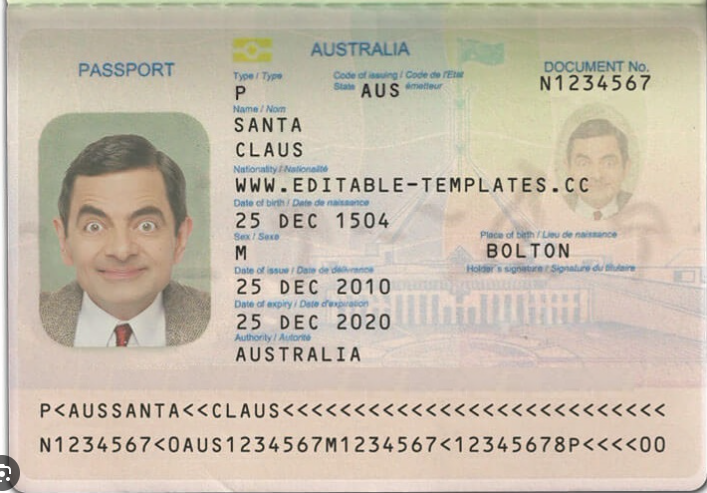 AUSTRALIA
PASSPORT
DOCUMENT No.
N1234567
Type / Type
P
Code of issuing / Code de l'Etat
State AUS émetteur
Name / Nom
SANTA
CLAUS
Nationality / Nationalité
WWW.EDITABLE-TEMPLATES.CC
Date of birth / Date de naissance
25 DEC 1504
Sex / Sexe
M
Place of birth / Lieu de naissance
BOLTON
Date of issue / Date de délivrance
25 DEC 2010
Holder's signature / Signature du titulaire
Date of expiry / Date d'expiration
25 DEC 2020
Authority / Autorité
AUSTRALIA
P<AUSSANTA<<CLAUS<<<<<<<<<<<<<<<<<<<<<<<<<<<
N1234567<0AUS1234567M1234567<12345678P<<<<00